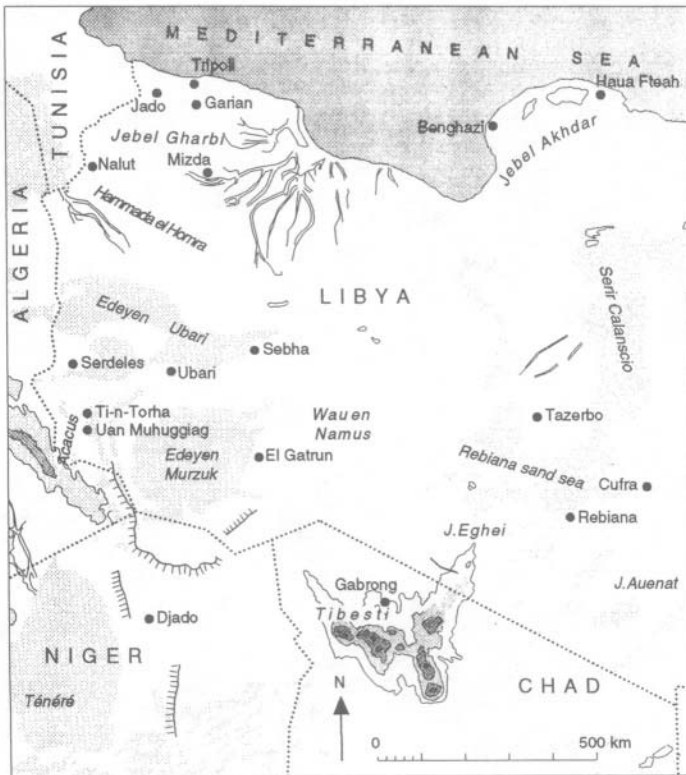 MEDITERRANEAN SEA
TUNISIA
Tripoli
Haua Fteah
Jado
Garian
Benghazi
Jebel Akhdar
Jebel Gharbi
Nalut
Mizda
Hammada el Homra
ALGERIA
LIBYA
Serir Calanscio
Edeyen Ubari
Sebha
Serdeles
Ubari
Ti-n-Torha
Uan Muhuggiag
Acacus
Wau en
Namus
Tazerbo
Edeyen
Murzuk
El Gatrun
Rebiana sand sea
Cufra
Rebiana
J.Eghei
Gabrong
J.Auenat
Tibesti
Djado
NIGER
N
CHAD
Ténéré
0 500 km